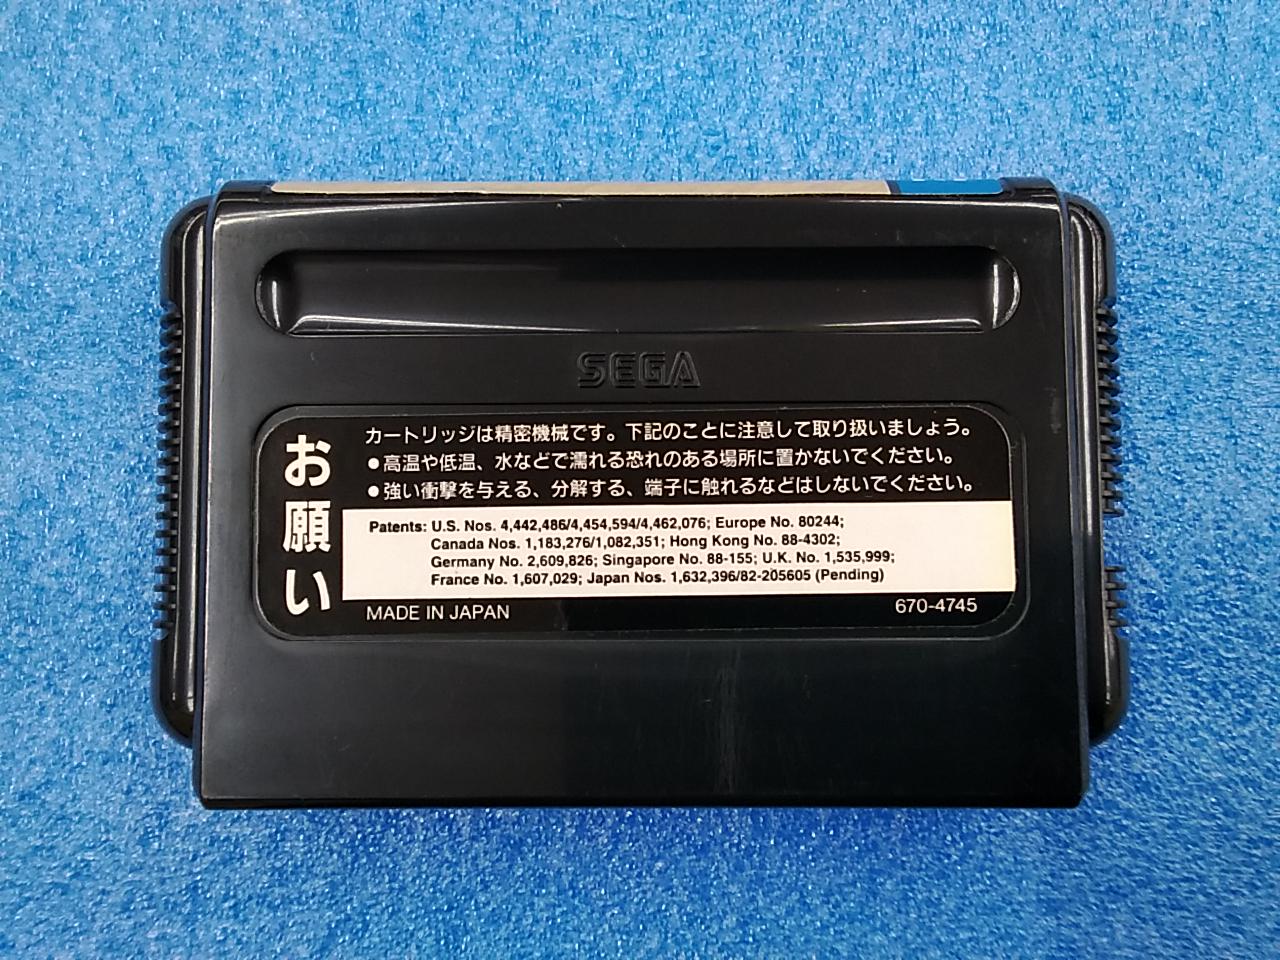 SEGA
お願い
カートリッジは精密機械です。下記のことに注意して取り扱いましょう。
●高温や低温、水などで濡れる恐れのある場所に置かないでください。
●強い衝撃を与える、分解する、端子に触れるなどはしないでください。
Patents: U.S. Nos. 4,442,486/4,454,594/4,462,076; Europe No. 80244;
Canada Nos. 1,183,276/1,082,351; Hong Kong No. 88-4302;
Germany No. 2,609,826; Singapore No. 88-155; U.K. No. 1,535,999;
France No. 1,607,029; Japan Nos. 1,632,396/82-205605 (Pending)
MADE IN JAPAN
670-4745